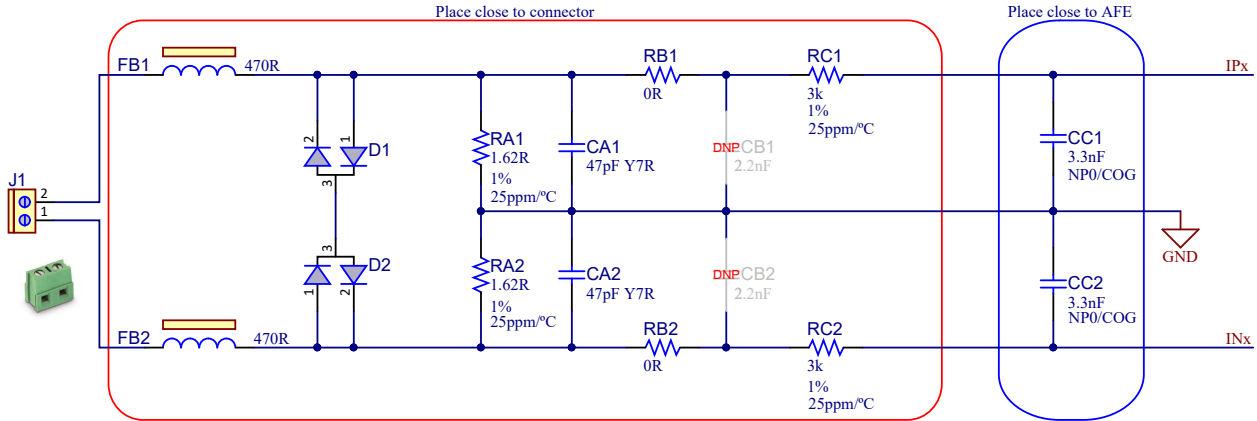 Place close to connector
Place close to AFE
FB1
470R
RB1
0R
RC1
3k
1%
25ppm/ºC
IPx
2
1
D1
3
RA1
1.62R
1%
25ppm/ºC
CA1
47pF Y7R
DNP
CB1
2.2nF
CC1
3.3nF
NP0/COG
J1
2
1
GND
3
D2
1
2
RA2
1.62R
1%
25ppm/ºC
CA2
47pF Y7R
DNP
CB2
2.2nF
CC2
3.3nF
NP0/COG
FB2
470R
RB2
0R
RC2
3k
1%
25ppm/ºC
INx